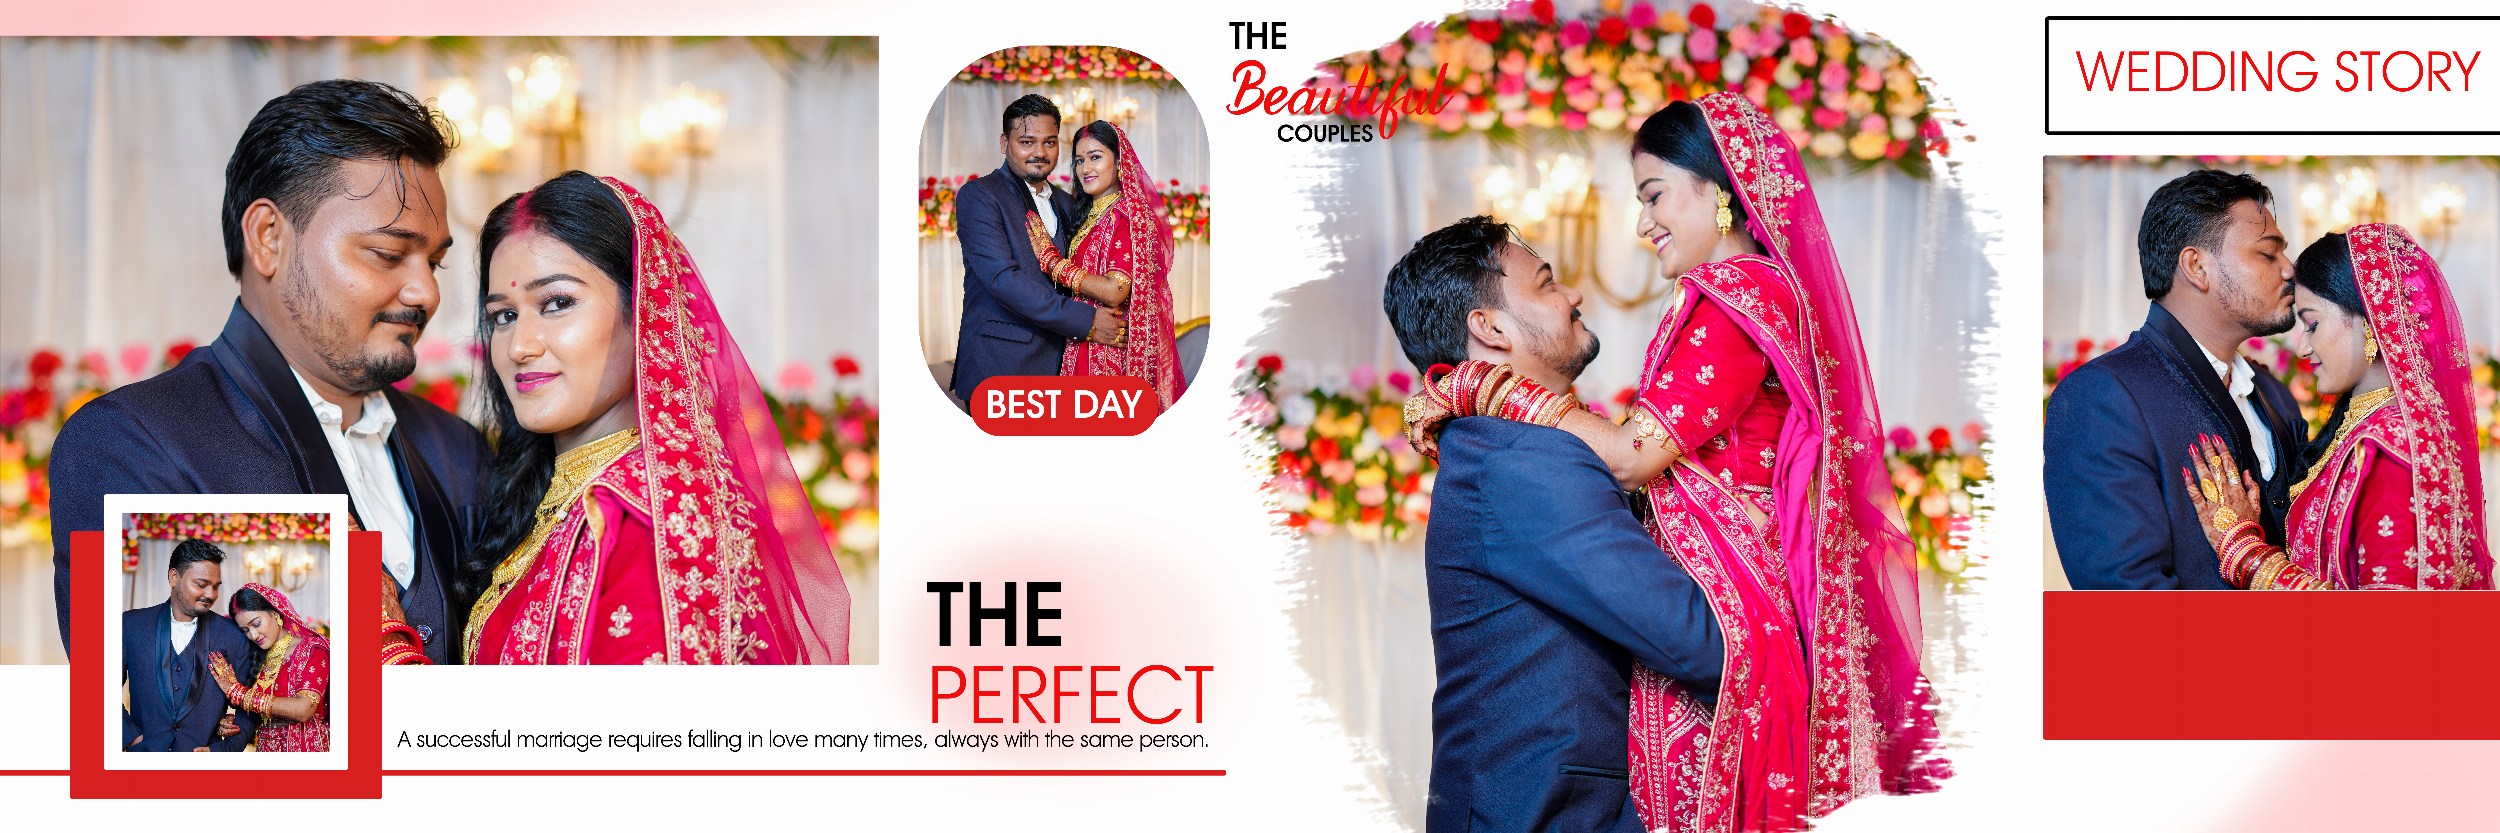 BEST DAY
THE
PERFECT
A successful marriage requires falling in love many times, always with the same person.
THE
Beautiful
COUPLES
WEDDING STORY